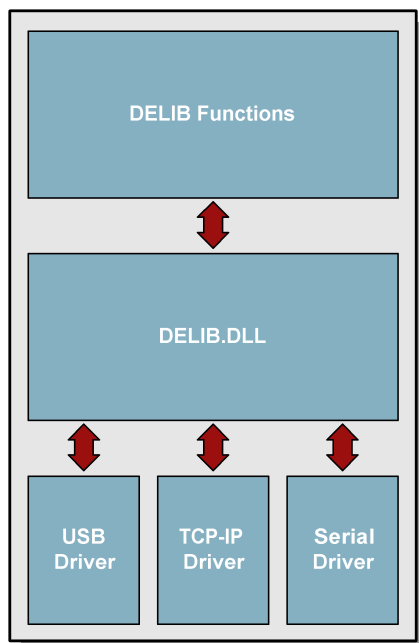 DELIB Functions
DELIB.DLL
USB
Driver
TCP-IP
Driver
Serial
Driver